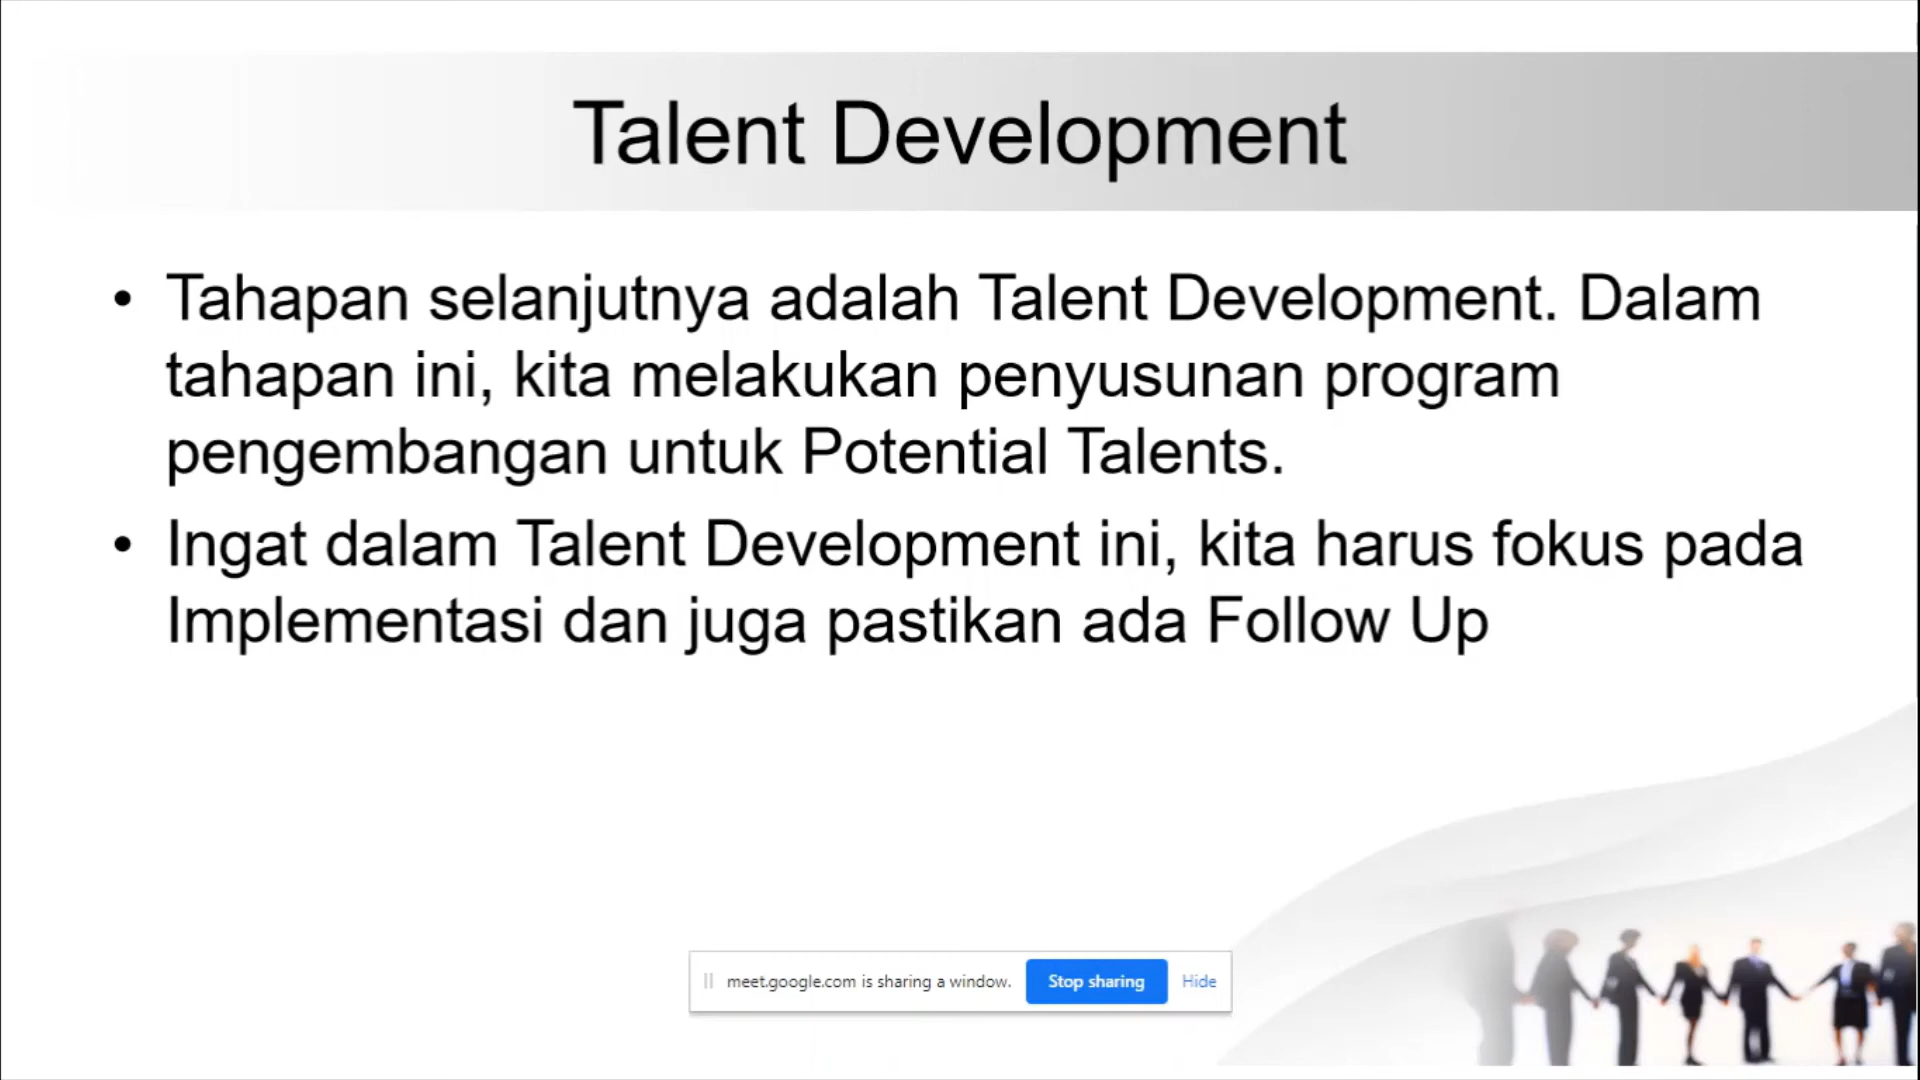 Talent Development
• Tahapan selanjutnya adalah Talent Development. Dalam
tahapan ini, kita melakukan penyusunan program
pengembangan untuk Potential Talents.
• Ingat dalam Talent Development ini, kita harus fokus pada
Implementasi dan juga pastikan ada Follow Up
meet.google.com is sharing a window. Stop sharing Hide